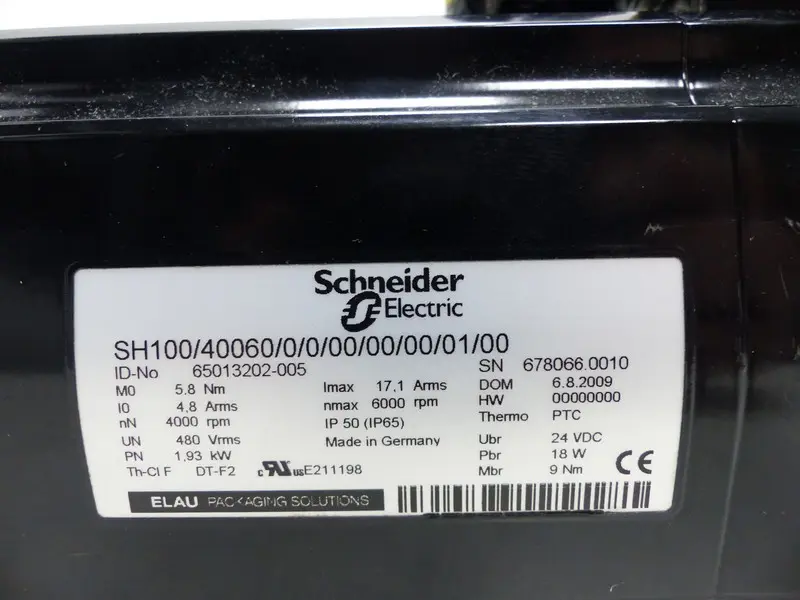 Schneider
Electric
SH100/40060/0/0/00/00/00/01/00
ID-No 65013202-005 SN 678066.0010
M0 5.8 Nm Imax 17,1 Arms DOM 6.8.2009
I0 4,8 Arms nmax 6000 rpm HW 00000000
nN 4000 rpm IP 50 (IP65) Thermo PTC
UN 480 Vrms Made in Germany Ubr 24 VDC
PN 1,93 kW Pbr 18 W
Th-Cl F DT-F2 c RU us E211198 Mbr 9 Nm CE
ELAU PACKAGING SOLUTIONS